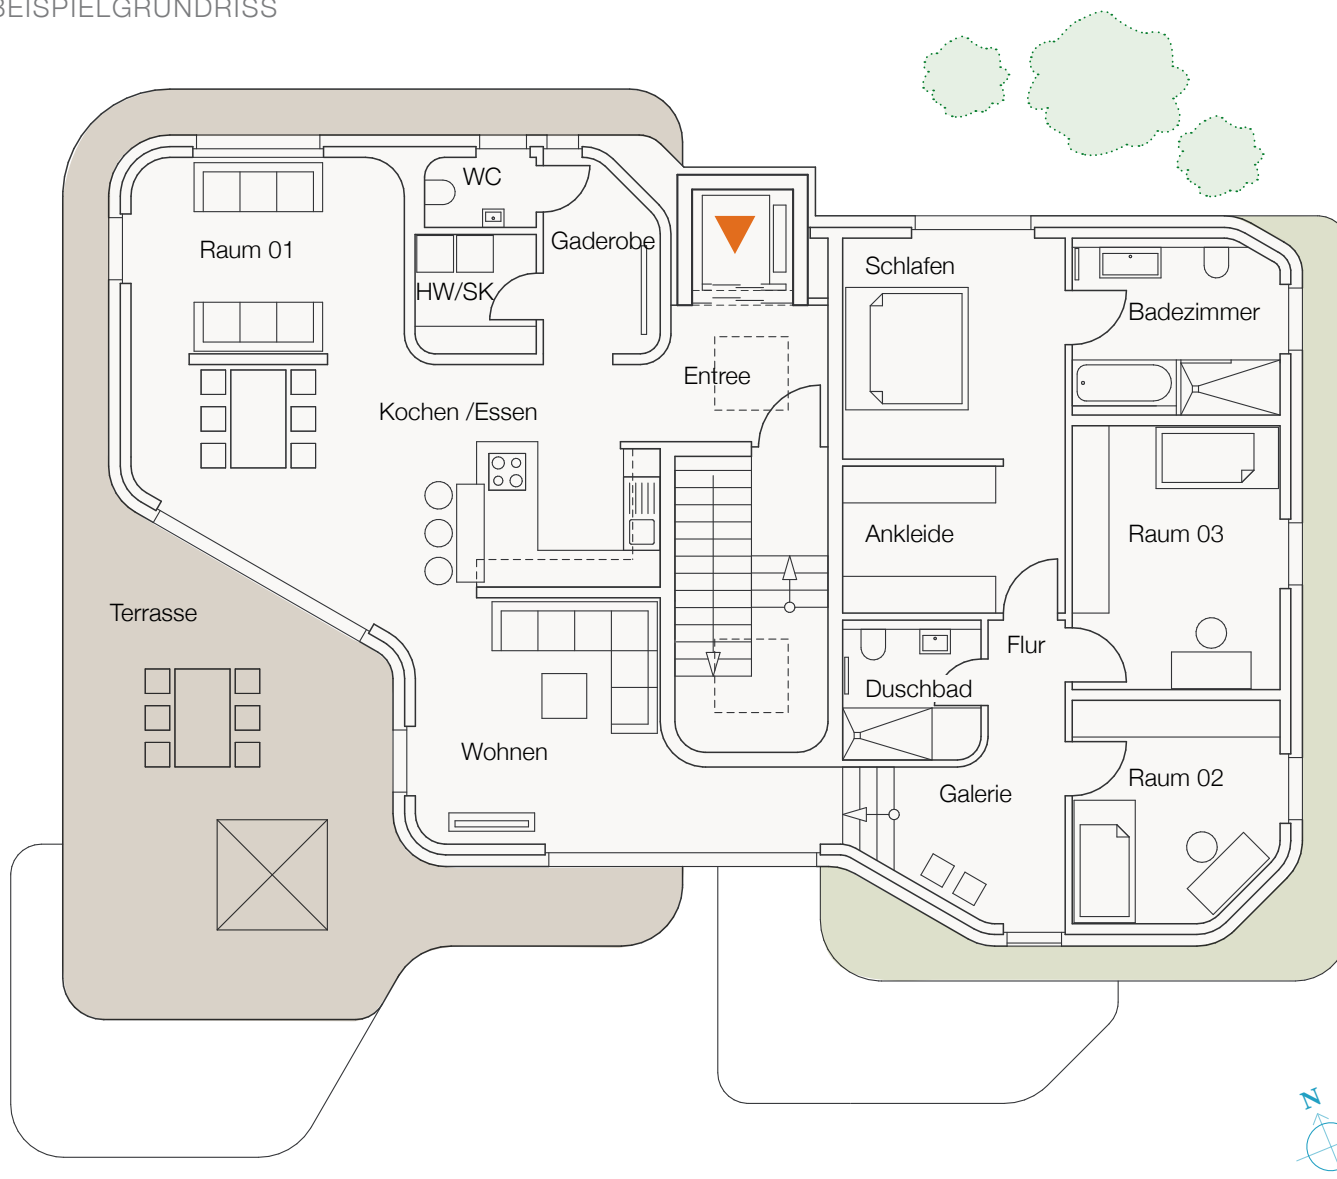 BEISPIELGRUNDRISS
WC
Raum 01
Gaderobe
Schlafen
HW/SK
Badezimmer
Entree
Kochen /Essen
Ankleide
Raum 03
Terrasse
Flur
Duschbad
Wohnen
Raum 02
Galerie
N